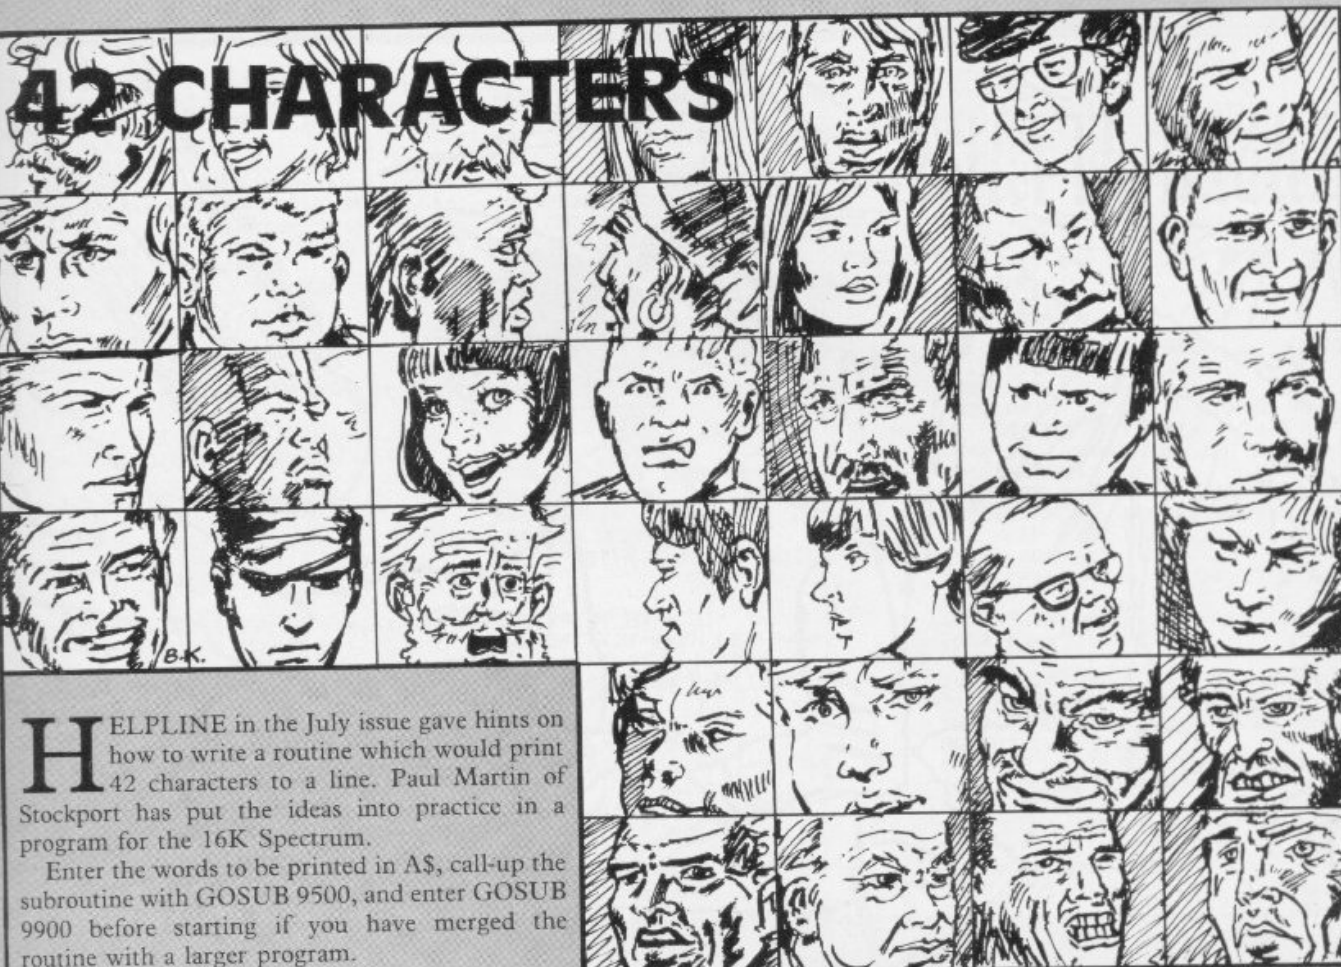 42 CHARACTERS
B.K.
HELPLINE in the July issue gave hints on
how to write a routine which would print
42 characters to a line. Paul Martin of
Stockport has put the ideas into practice in a
program for the 16K Spectrum.
Enter the words to be printed in A$, call-up the
subroutine with GOSUB 9500, and enter GOSUB
9900 before starting if you have merged the
routine with a larger program.